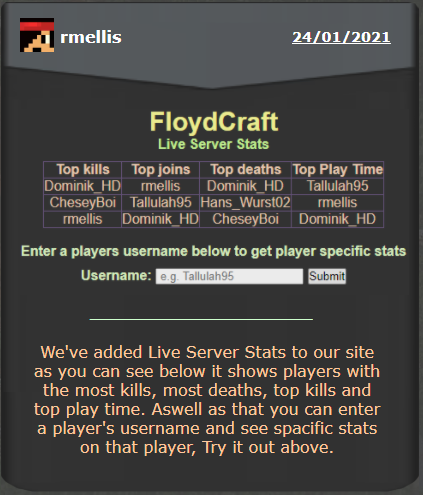 rmellis 24/01/2021
FloydCraft
Live Server Stats
Top kills Top joins Top deaths Top Play Time
Dominik_HD rmellis Dominik_HD Tallulah95
CheseyBoi Tallulah95 Hans_Wurst02 rmellis
rmellis Dominik_HD CheseyBoi Dominik_HD
Enter a players username below to get player specific stats
Username: e.g. Tallulah95 Submit
We've added Live Server Stats to our site
as you can see below it shows players with
the most kills, most deaths, top kills and
top play time. Aswell as that you can enter
a player's username and see spacific stats
on that player, Try it out above.